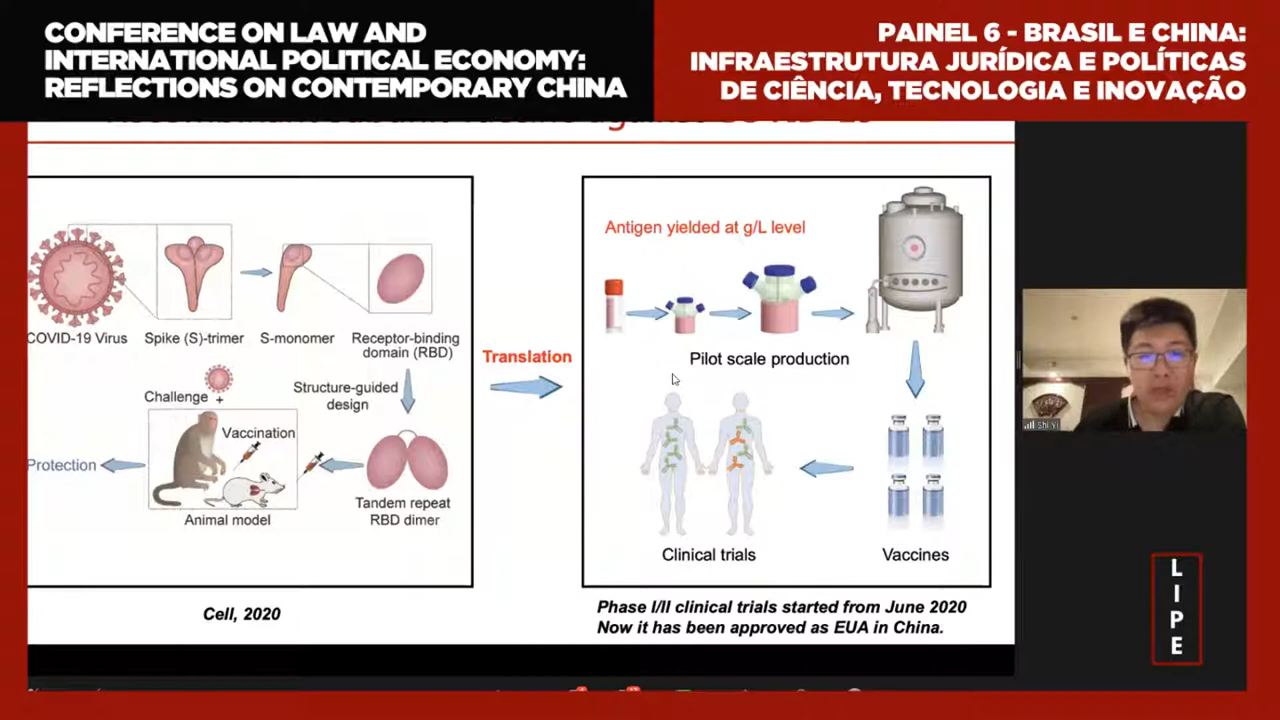 CONFERENCE ON LAW AND
INTERNATIONAL POLITICAL ECONOMY:
REFLECTIONS ON CONTEMPORARY CHINA
PAINEL 6 - BRASIL E CHINA:
INFRAESTRUTURA JURÍDICA E POLÍTICAS
DE CIÊNCIA, TECNOLOGIA E INOVAÇÃO
COVID-19 Virus
Spike (S)-trimer
S-monomer
Receptor-binding
domain (RBD)
Challenge +
Structure-guided
design
Vaccination
Protection
Animal model
Tandem repeat
RBD dimer
Cell, 2020
Translation
Antigen yielded at g/L level
Pilot scale production
Clinical trials
Vaccines
Phase I/II clinical trials started from June 2020
Now it has been approved as EUA in China.
shi yi
L
I
P
E